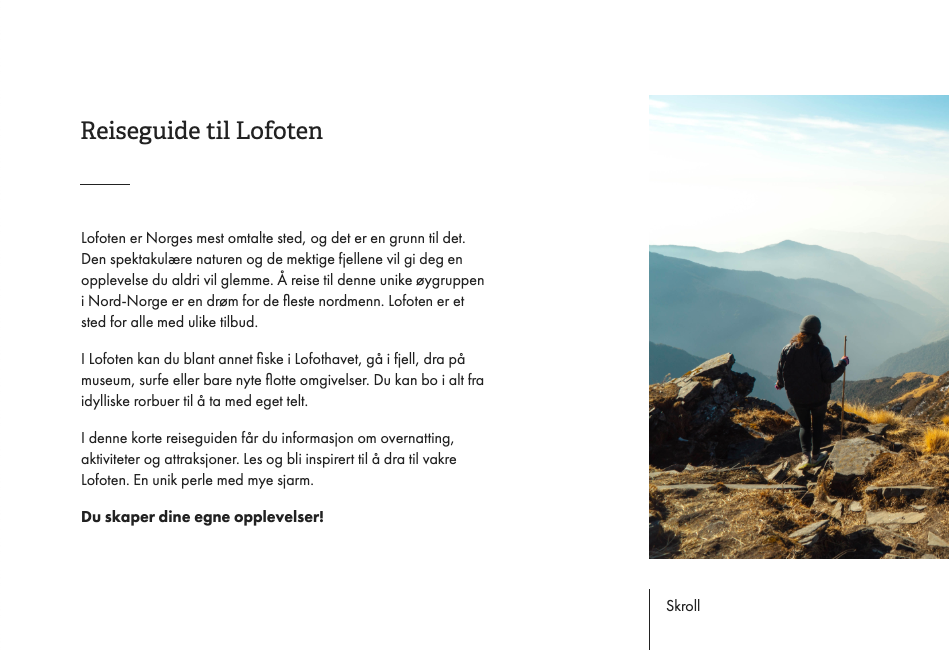 Reiseguide til Lofoten
Lofoten er Norges mest omtalte sted, og det er en grunn til det.
Den spektakulære naturen og de mektige fjellene vil gi deg en
opplevelse du aldri vil glemme. Å reise til denne unike øygruppen
i Nord-Norge er en drøm for de fleste nordmenn. Lofoten er et
sted for alle med ulike tilbud.
I Lofoten kan du blant annet fiske i Lofothavet, gå i fjell, dra på
museum, surfe eller bare nyte flotte omgivelser. Du kan bo i alt fra
idylliske rorbuer til å ta med eget telt.
I denne korte reiseguiden får du informasjon om overnatting,
aktiviteter og attraksjoner. Les og bli inspirert til å dra til vakre
Lofoten. En unik perle med mye sjarm.
Du skaper dine egne opplevelser!
Skroll